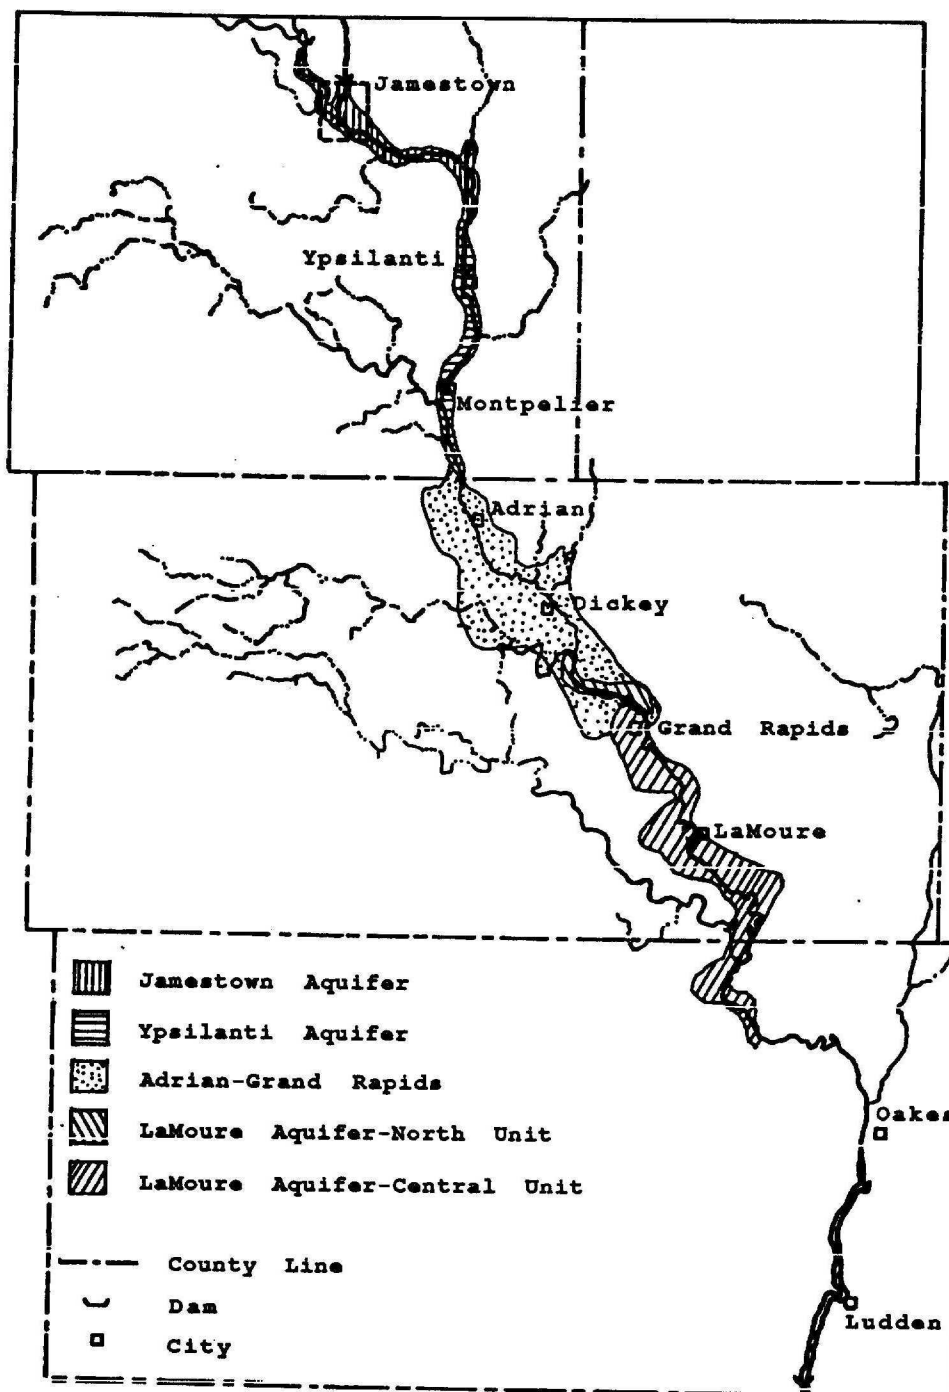 Jamestown
Ypsilanti
Montpelier
Adrian
Dickey
Grand Rapids
LaMoure
Jamestown Aquifer
Ypsilanti Aquifer
Adrian-Grand Rapids
LaMoure Aquifer-North Unit
LaMoure Aquifer-Central Unit
Oakes
County Line
Dam
City
Ludden